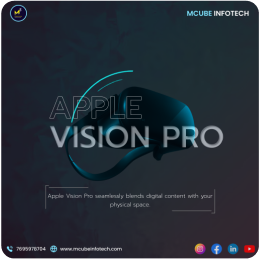 MCUBE INFOTECH
APPLE
VISION PRO
Apple Vision Pro seamlessly blends digital content with your
physical space.
7695978704
www.mcubeinfotech.com